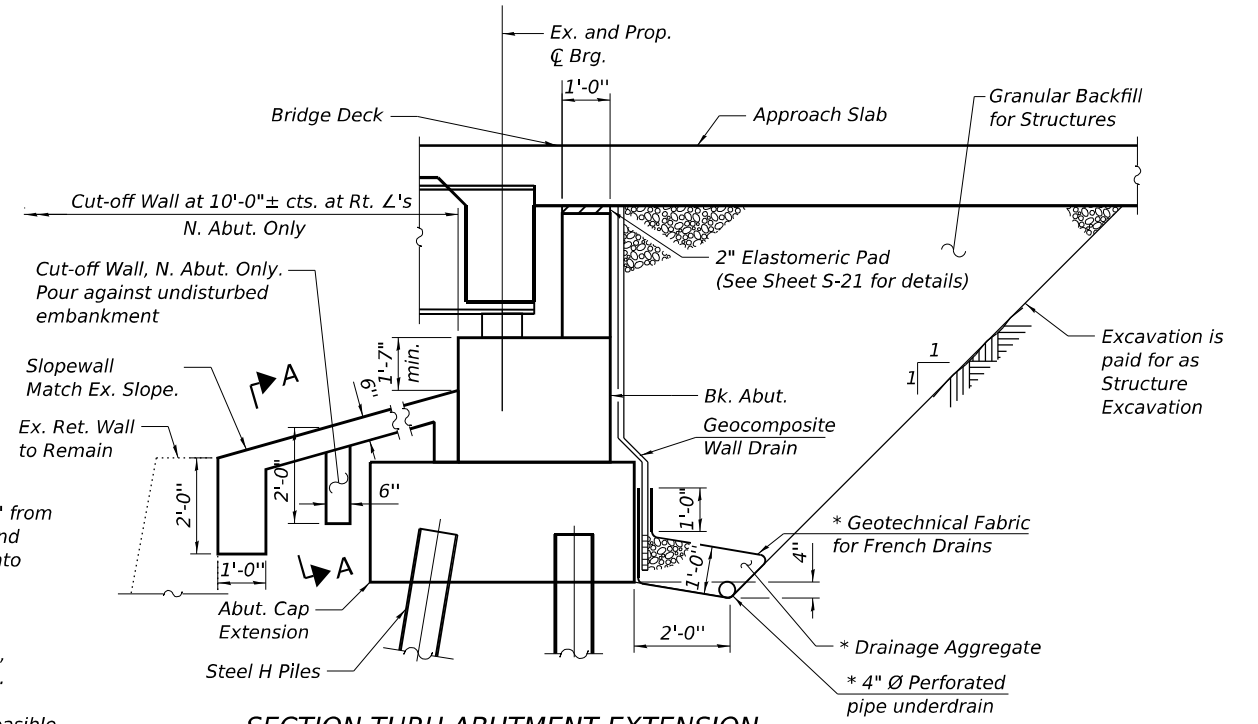 Ex. and Prop.
℄ Brg.
1'-0"
Bridge Deck
Approach Slab
Granular Backfill
for Structures
Cut-off Wall at 10'-0"± cts. at Rt. ∠'s
N. Abut. Only
Cut-off Wall, N. Abut. Only.
Pour against undisturbed
embankment
2" Elastomeric Pad
(See Sheet S-21 for details)
1'-7"
min.
1
1
Excavation is
paid for as
Structure
Excavation
Slopewall
Match Ex. Slope.
A
6"
Bk. Abut.
Ex. Ret. Wall
to Remain
Geocomposite
Wall Drain
2'-0"
2'-0"
6"
1'-0"
" from
* Geotechnical Fabric
for French Drains
4"
1'-0"
1'-0"
A
Abut. Cap
Extension
2'-0"
* Drainage Aggregate
Steel H Piles
* 4" Ø Perforated
pipe underdrain
SECTION THRU ABUTMENT EXTENSION